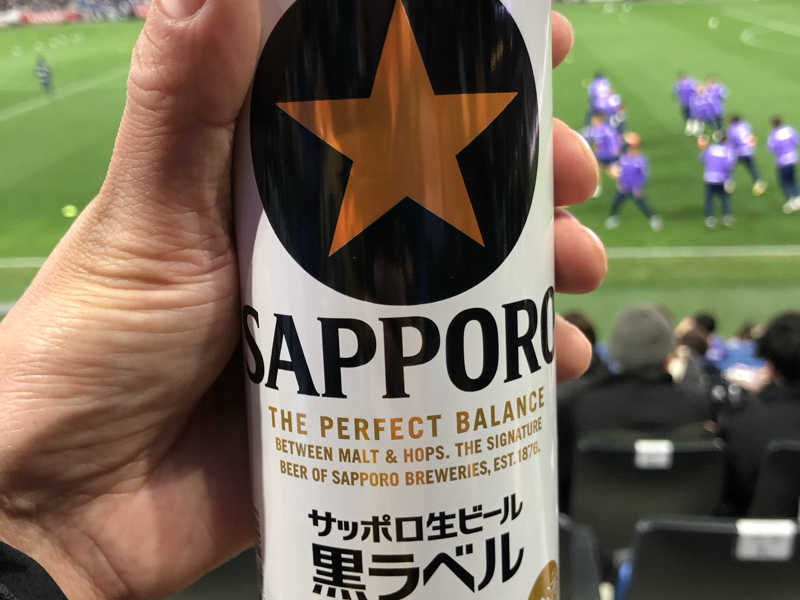 SAPPORO
THE PERFECT BALANCE
BETWEEN MALT & HOPS. THE SIGNATURE
BEER OF SAPPORO BREWERIES, EST. 1876.
サッポロ生ビール
黒ラベル